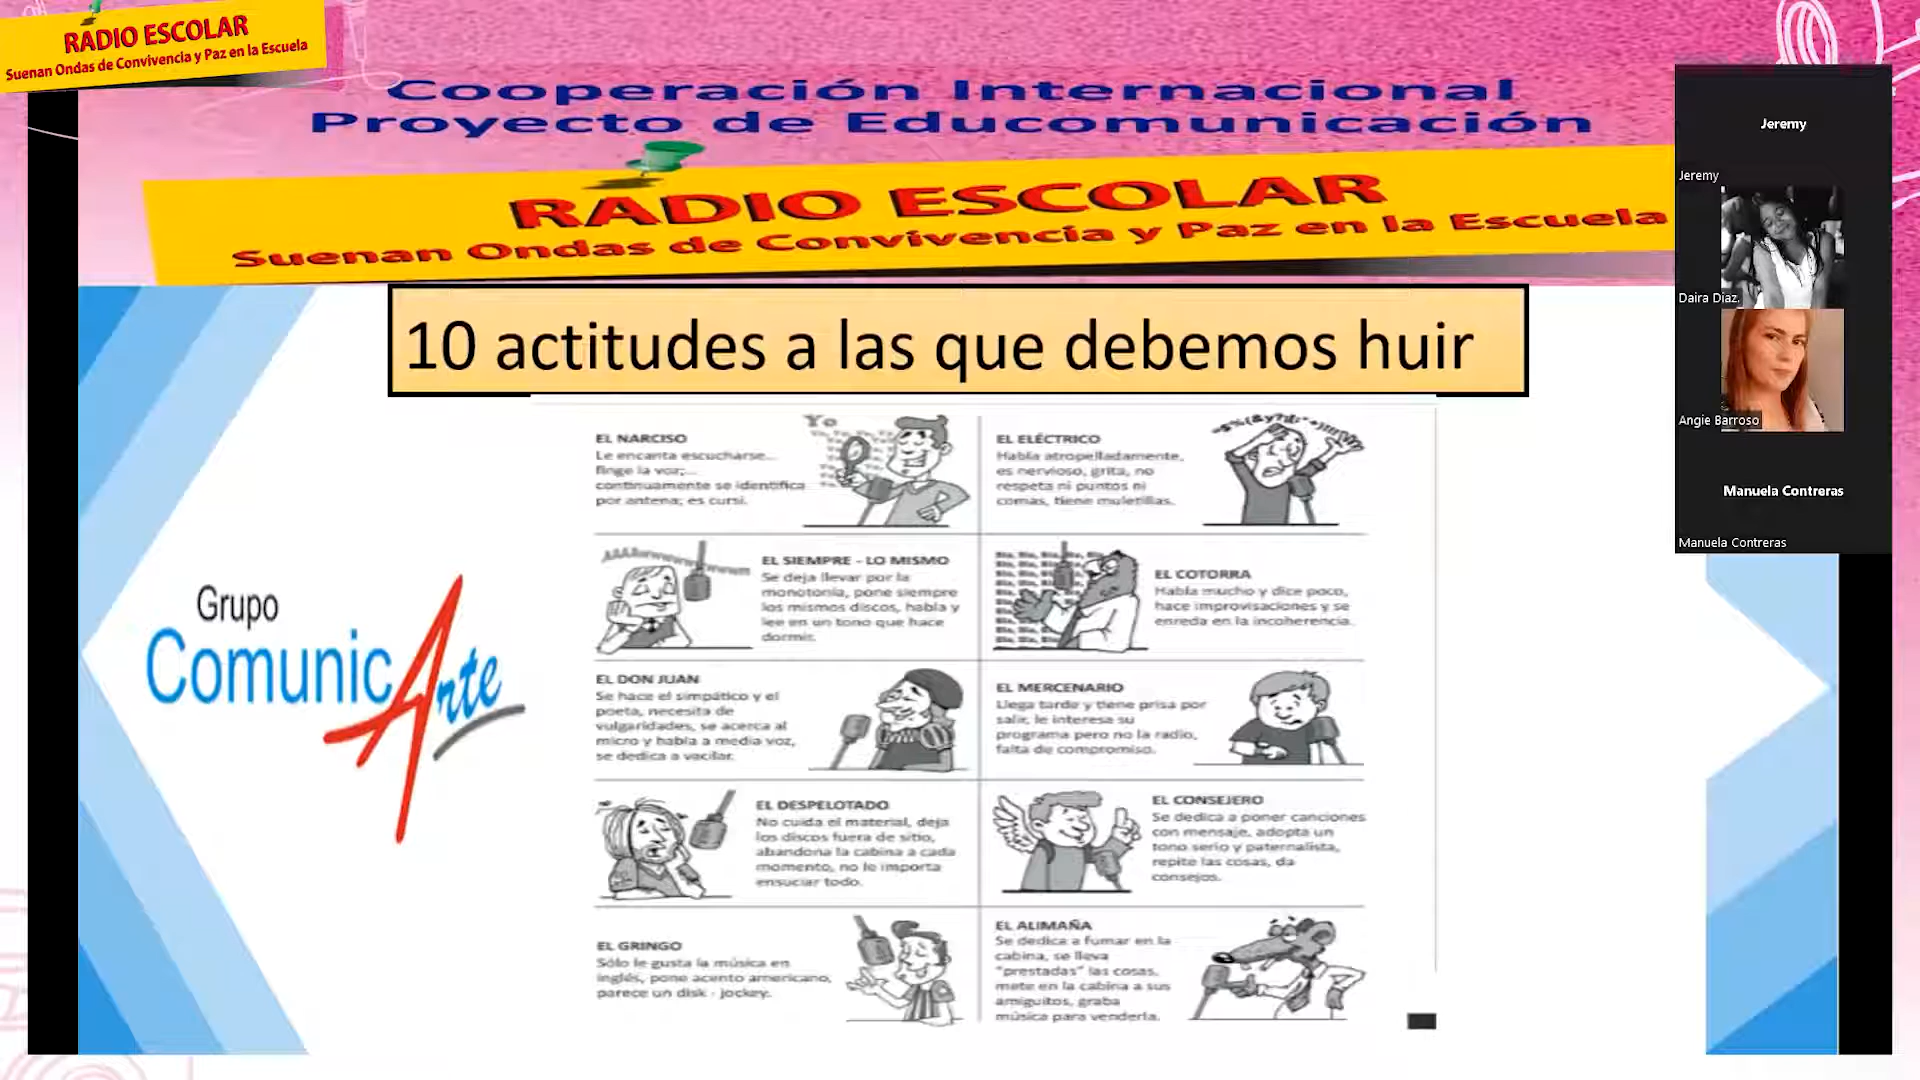 RADIO ESCOLAR
Suenan Ondas de Convivencia y Paz en la Escuela
Cooperación Internacional
Proyecto de Educomunicación
RADIO ESCOLAR
Suenan Ondas de Convivencia y Paz en la Escuela
10 actitudes a las que debemos huir
Grupo
ComunicArte
EL NARCISO
Le encanta escucharse...
finge la voz;...
continuamente se identifica
por antena; es cursi.
Yo
EL ELÉCTRICO
Habla atropelladamente,
es nervioso, grita, no
respeta ni puntos ni
comas, tiene muletillas.
EL SIEMPRE - LO MISMO
Se deja llevar por la
monotonía, pone siempre
los mismos discos, habla y
lee en un tono que hace
dormir.
EL COTORRA
Habla mucho y dice poco,
hace improvisaciones y se
enreda en la incoherencia.
EL DON JUAN
Se hace el simpático y el
poeta, necesita de
vulgaridades, se acerca al
micro y habla a media voz,
se dedica a vacilar.
EL MERCENARIO
Llega tarde y tiene prisa por
salir, le interesa su
programa pero no la radio,
falta de compromiso.
EL DESPELOTADO
No cuida el material, deja
los discos fuera de sitio,
abandona la cabina a cada
momento, no le importa
ensuciar todo.
EL CONSEJERO
Se dedica a poner canciones
con mensaje, adopta un
tono serio y paternalista,
repite las cosas, da
consejos.
EL GRINGO
Sólo le gusta la música en
inglés, pone acento americano,
parece un disk - jockey.
EL ALIMAÑA
Se dedica a fumar en la
cabina, se lleva
"prestadas" las cosas,
mete en la cabina a sus
amiguitos, graba
música para venderla.
Jeremy
Jeremy
Daira Diaz.
Angie Barroso
Manuela Contreras
Manuela Contreras